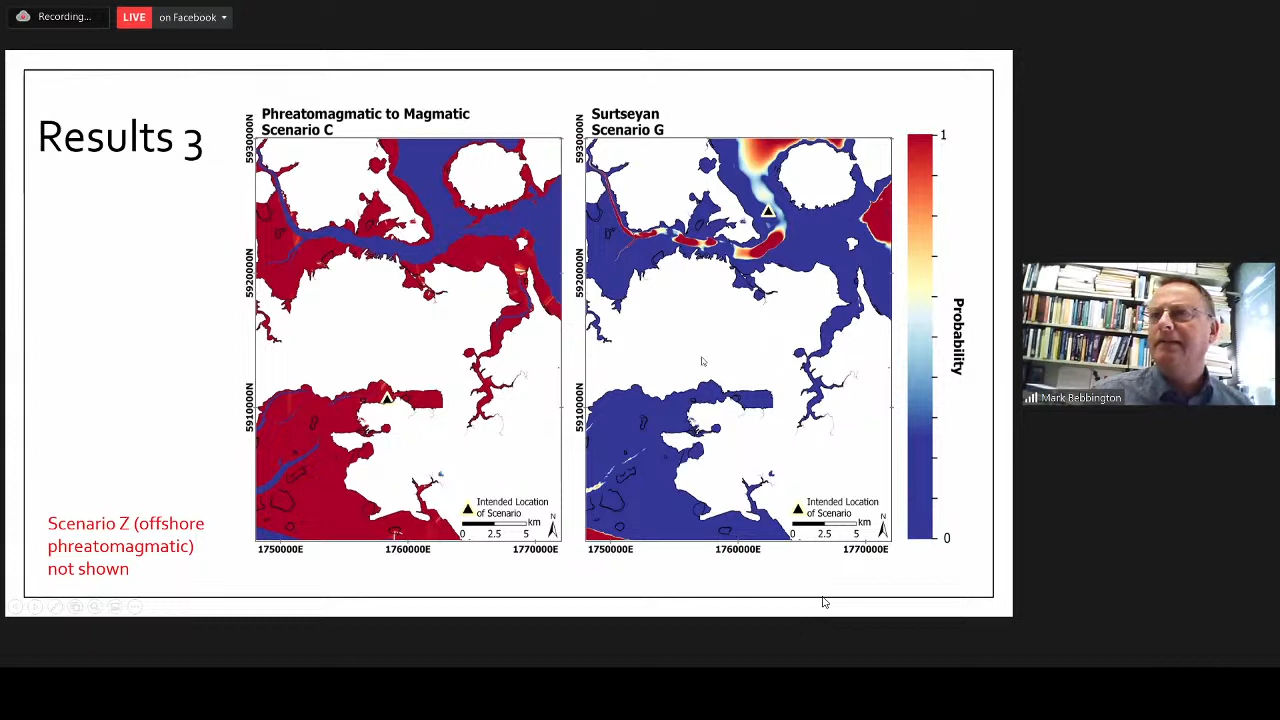 Recording...
LIVE
on Facebook
Results 3
Phreatomagmatic to Magmatic
Scenario C
Surtseyan
Scenario G
5930000N
5920000N
5910000N
5930000N
5920000N
5910000N
1
Probability
0
Intended Location
of Scenario
km
0 2.5 5
N
Intended Location
of Scenario
km
0 2.5 5
N
1750000E 1760000E 1770000E
1750000E 1760000E 1770000E
Scenario Z (offshore
phreatomagmatic)
not shown
Mark Bebbington